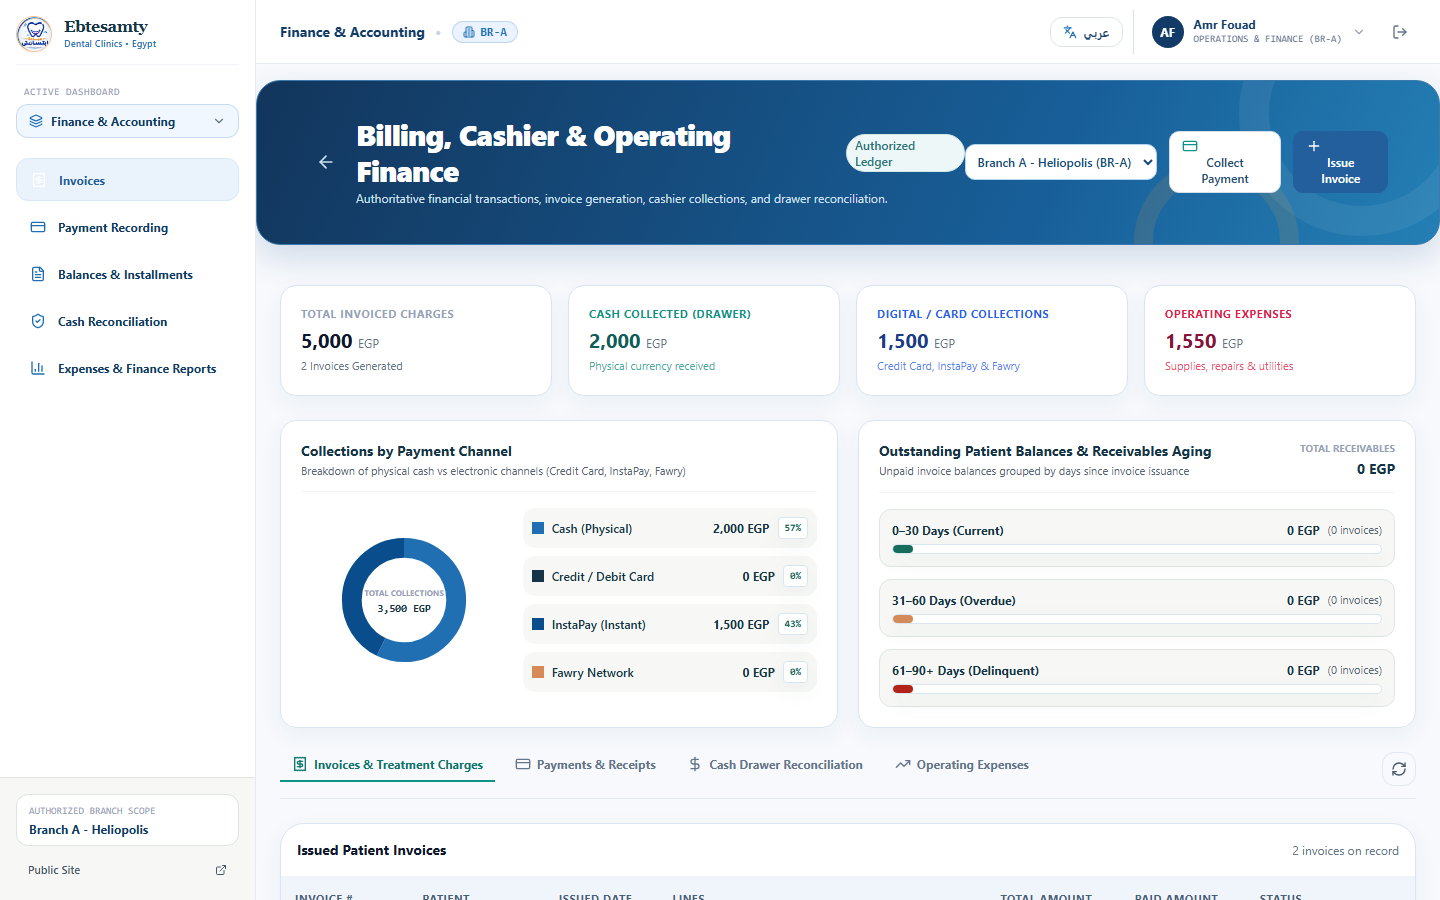 Ebtesamty
Dental Clinics • Egypt
ACTIVE DASHBOARD
Finance & Accounting
Invoices
Payment Recording
Balances & Installments
Cash Reconciliation
Expenses & Finance Reports
AUTHORIZED BRANCH SCOPE
Branch A - Heliopolis
Public Site
Finance & Accounting
BR-A
عربي
AF
Amr Fouad
OPERATIONS & FINANCE (BR-A)
Billing, Cashier & Operating
Finance
Authoritative financial transactions, invoice generation, cashier collections, and drawer reconciliation.
Authorized
Ledger
Branch A - Heliopolis (BR-A)
Collect
Payment
Issue
Invoice
TOTAL INVOICED CHARGES
5,000 EGP
2 Invoices Generated
CASH COLLECTED (DRAWER)
2,000 EGP
Physical currency received
DIGITAL / CARD COLLECTIONS
1,500 EGP
Credit Card, InstaPay & Fawry
OPERATING EXPENSES
1,550 EGP
Supplies, repairs & utilities
Collections by Payment Channel
Breakdown of physical cash vs electronic channels (Credit Card, InstaPay, Fawry)
TOTAL COLLECTIONS
3,500 EGP
Cash (Physical) 2,000 EGP 57%
Credit / Debit Card 0 EGP 0%
InstaPay (Instant) 1,500 EGP 43%
Fawry Network 0 EGP 0%
Outstanding Patient Balances & Receivables Aging
Unpaid invoice balances grouped by days since invoice issuance
TOTAL RECEIVABLES
0 EGP
0–30 Days (Current) 0 EGP (0 invoices)
31–60 Days (Overdue) 0 EGP (0 invoices)
61–90+ Days (Delinquent) 0 EGP (0 invoices)
Invoices & Treatment Charges
Payments & Receipts
Cash Drawer Reconciliation
Operating Expenses
Issued Patient Invoices
2 invoices on record
INVOICE # PATIENT ISSUED DATE LINES TOTAL AMOUNT PAID AMOUNT STATUS